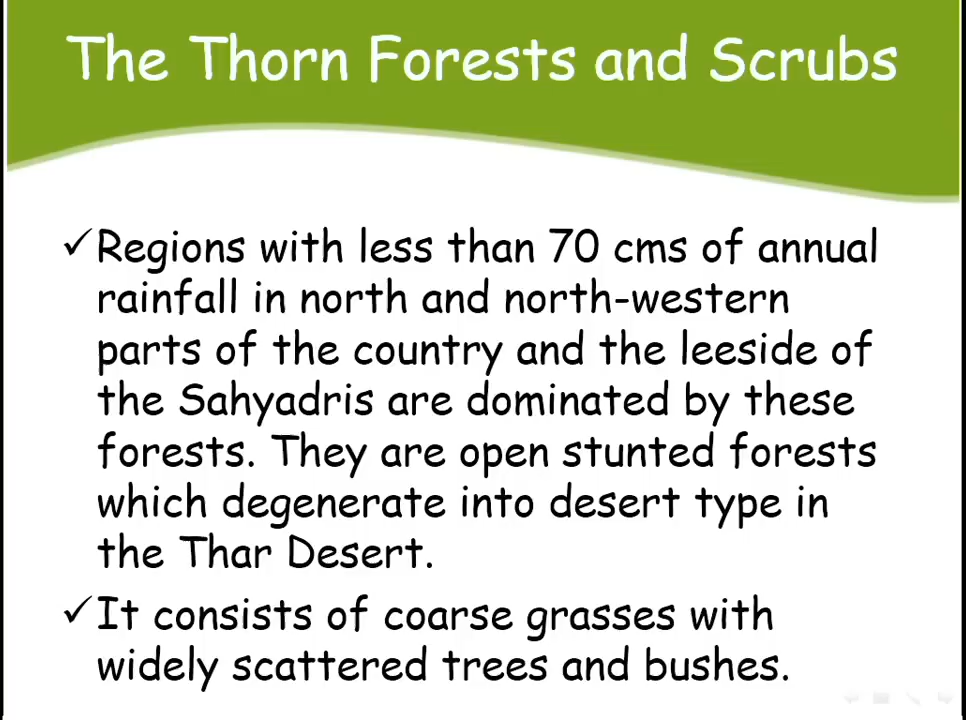 The Thorn Forests and Scrubs
✓Regions with less than 70 cms of annual
rainfall in north and north-western
parts of the country and the leeside of
the Sahyadris are dominated by these
forests. They are open stunted forests
which degenerate into desert type in
the Thar Desert.
✓It consists of coarse grasses with
widely scattered trees and bushes.